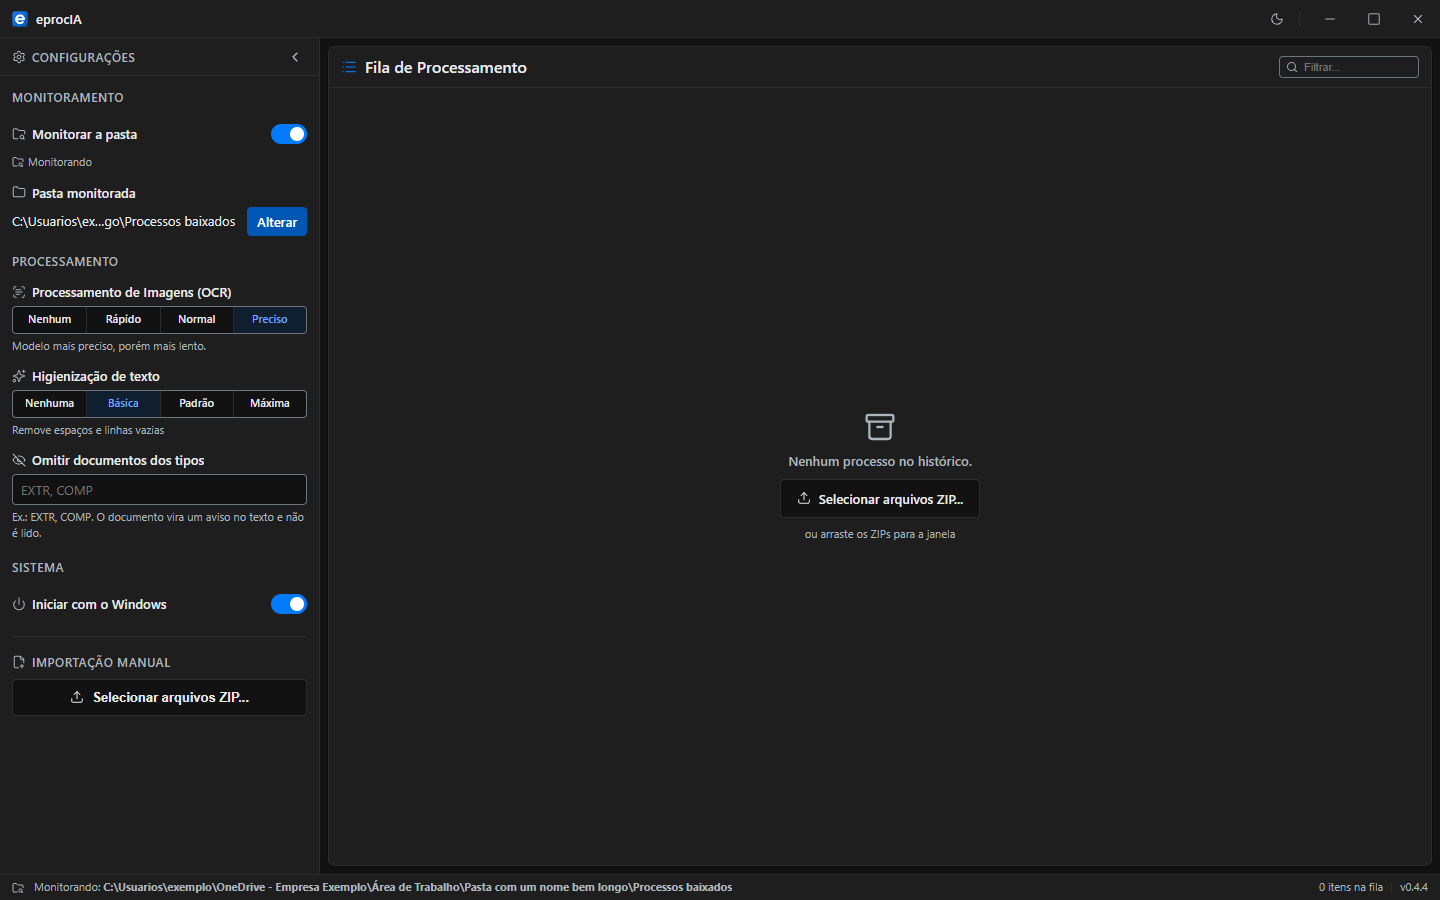 eprocIA
CONFIGURAÇÕES
MONITORAMENTO
Monitorar a pasta
Monitorando
Pasta monitorada
C:\Usuarios\ex...go\Processos baixados
Alterar
PROCESSAMENTO
Processamento de Imagens (OCR)
Nenhum Rápido Normal Preciso
Modelo mais preciso, porém mais lento.
Higienização de texto
Nenhuma Básica Padrão Máxima
Remove espaços e linhas vazias
Omitir documentos dos tipos
EXTR, COMP
Ex.: EXTR, COMP. O documento vira um aviso no texto e não
é lido.
SISTEMA
Iniciar com o Windows
IMPORTAÇÃO MANUAL
Selecionar arquivos ZIP...
Fila de Processamento
Filtrar...
Nenhum processo no histórico.
Selecionar arquivos ZIP...
ou arraste os ZIPs para a janela
Monitorando: C:\Usuarios\exemplo\OneDrive - Empresa Exemplo\Área de Trabalho\Pasta com um nome bem longo\Processos baixados
0 itens na fila
v0.4.4